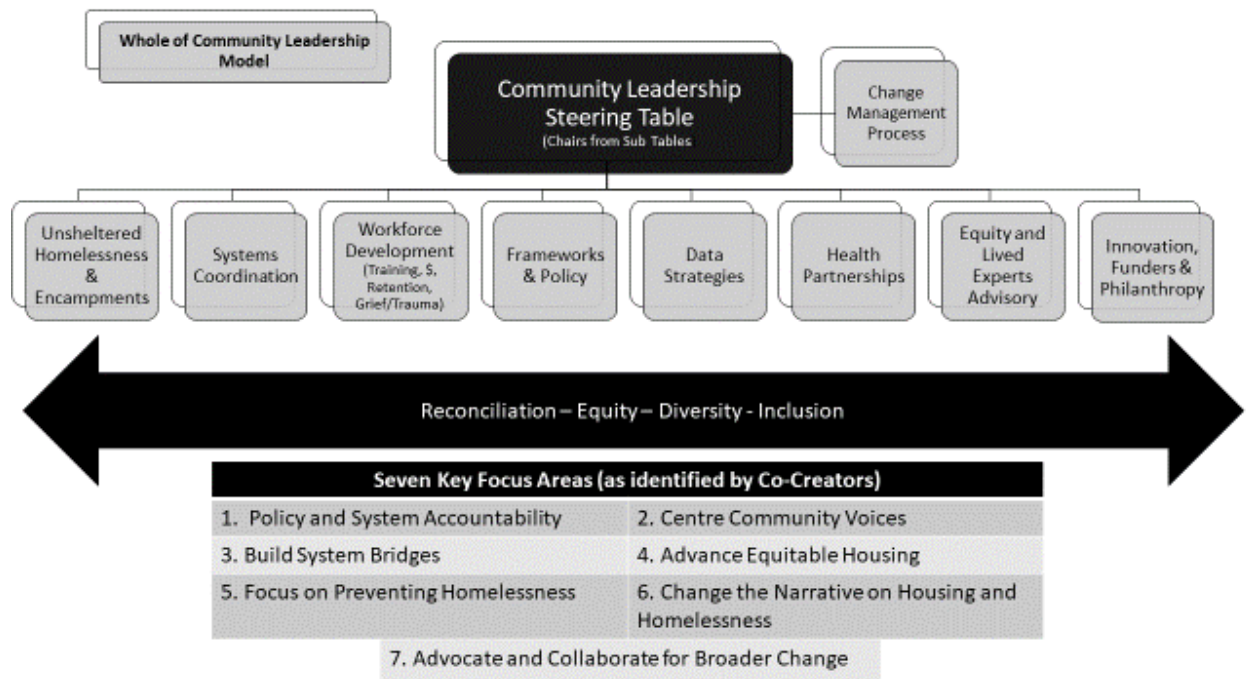 Whole of Community Leadership
Model
Community Leadership
Steering Table
(Chairs from Sub Tables
Change
Management
Process
Unsheltered
Homelessness
&
Encampments
Systems
Coordination
Workforce
Development
(Training, $,
Retention,
Grief/Trauma)
Frameworks
& Policy
Data
Strategies
Health
Partnerships
Equity and
Lived
Experts
Advisory
Innovation,
Funders &
Philanthropy
Reconciliation – Equity – Diversity - Inclusion
Seven Key Focus Areas (as identified by Co-Creators)
1. Policy and System Accountability
2. Centre Community Voices
3. Build System Bridges
4. Advance Equitable Housing
5. Focus on Preventing Homelessness
6. Change the Narrative on Housing and
Homelessness
7. Advocate and Collaborate for Broader Change